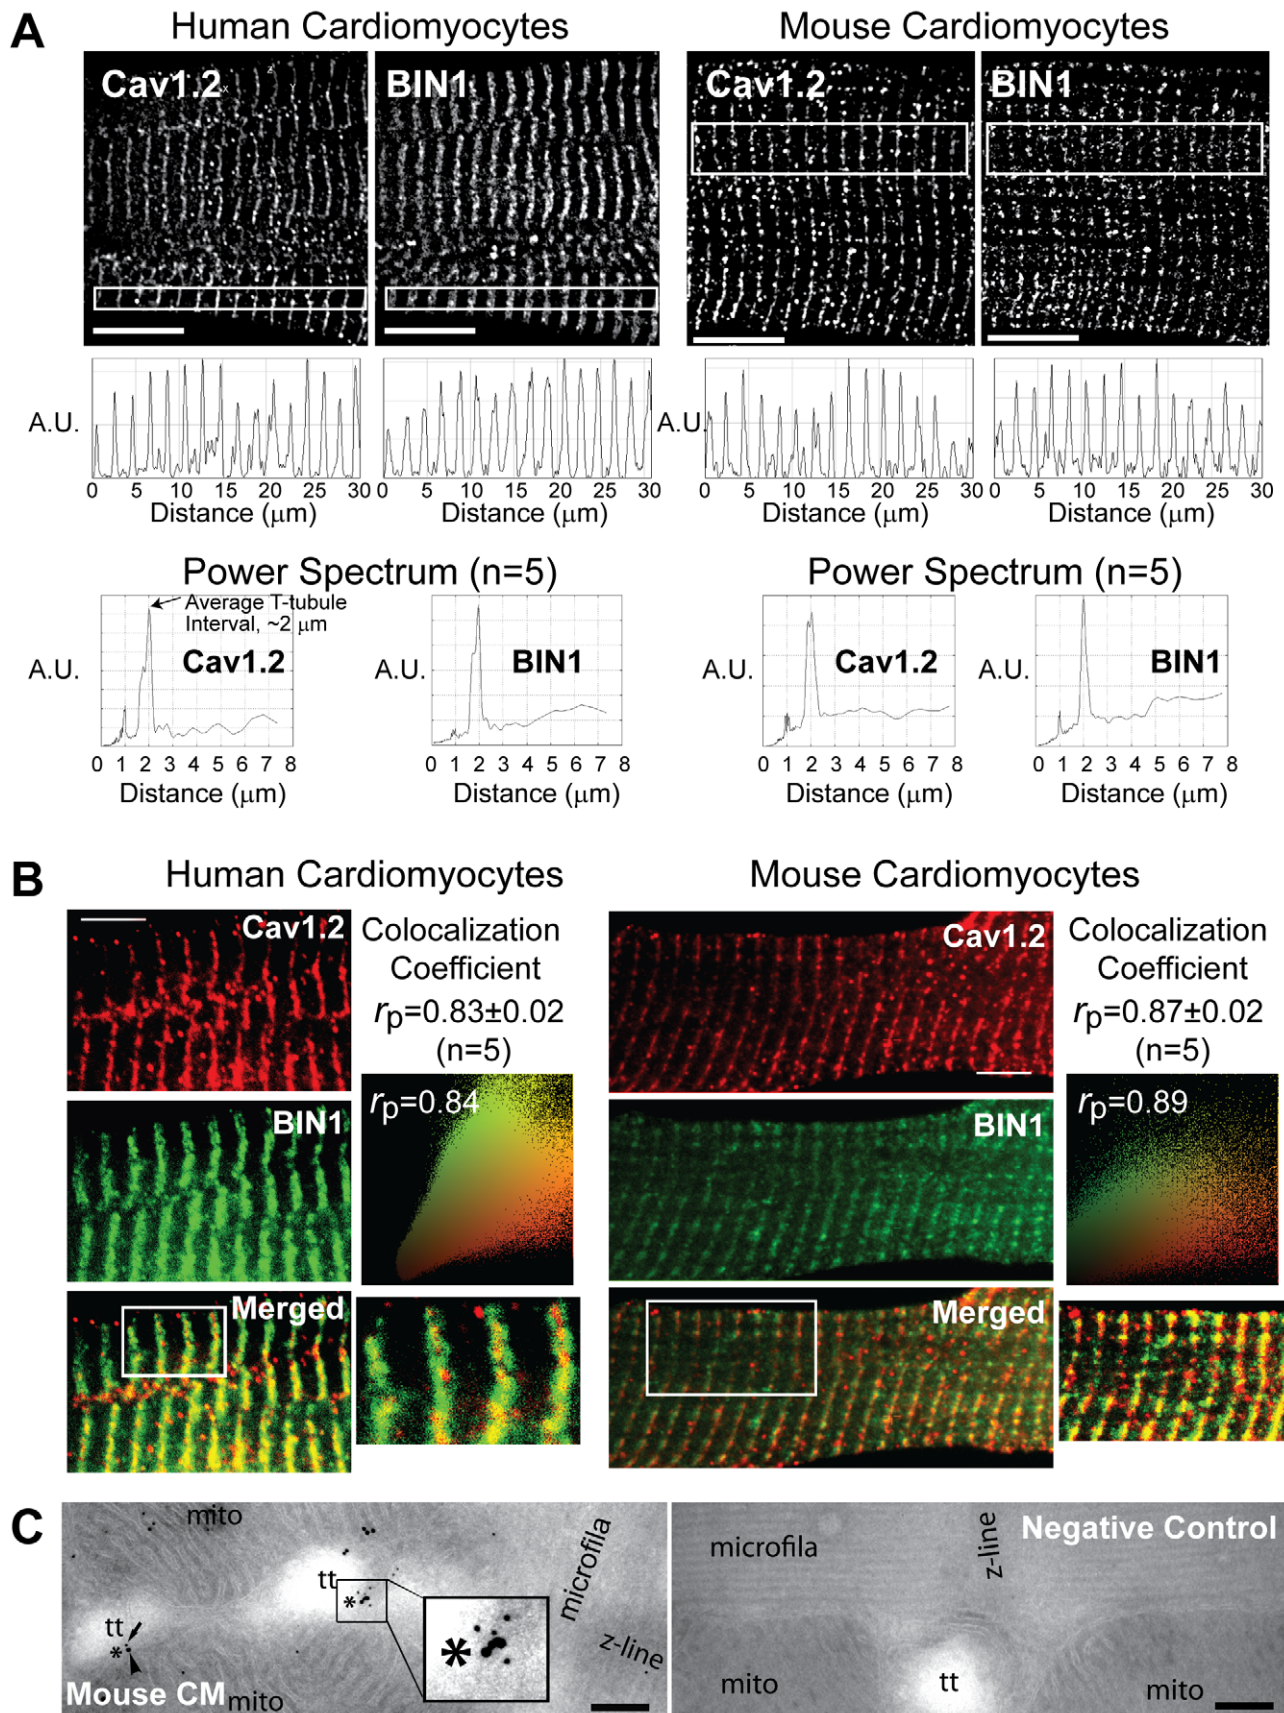 A
Human Cardiomyocytes
Mouse Cardiomyocytes
Cav1.2
BIN1
Cav1.2
BIN1
A.U.
A.U.
0 5 10 15 20 25 30
0 5 10 15 20 25 30
0 5 10 15 20 25 30
0 5 10 15 20 25 30
Distance (μm)
Distance (μm)
Distance (μm)
Distance (μm)
Power Spectrum (n=5)
Power Spectrum (n=5)
Average T-tubule
Interval, ~2 μm
Cav1.2
BIN1
Cav1.2
BIN1
A.U.
A.U.
A.U.
A.U.
0 1 2 3 4 5 6 7 8
0 1 2 3 4 5 6 7 8
0 1 2 3 4 5 6 7 8
0 1 2 3 4 5 6 7 8
Distance (μm)
Distance (μm)
Distance (μm)
Distance (μm)
B
Human Cardiomyocytes
Mouse Cardiomyocytes
Cav1.2
Colocalization
Coefficient
rp=0.83±0.02
(n=5)
Cav1.2
Colocalization
Coefficient
rp=0.87±0.02
(n=5)
BIN1
rp=0.84
BIN1
rp=0.89
Merged
Merged
C
mito
tt
*
tt
*
*
microfila
z-line
Mouse CM
mito
microfila
z-line
Negative Control
mito
tt
mito